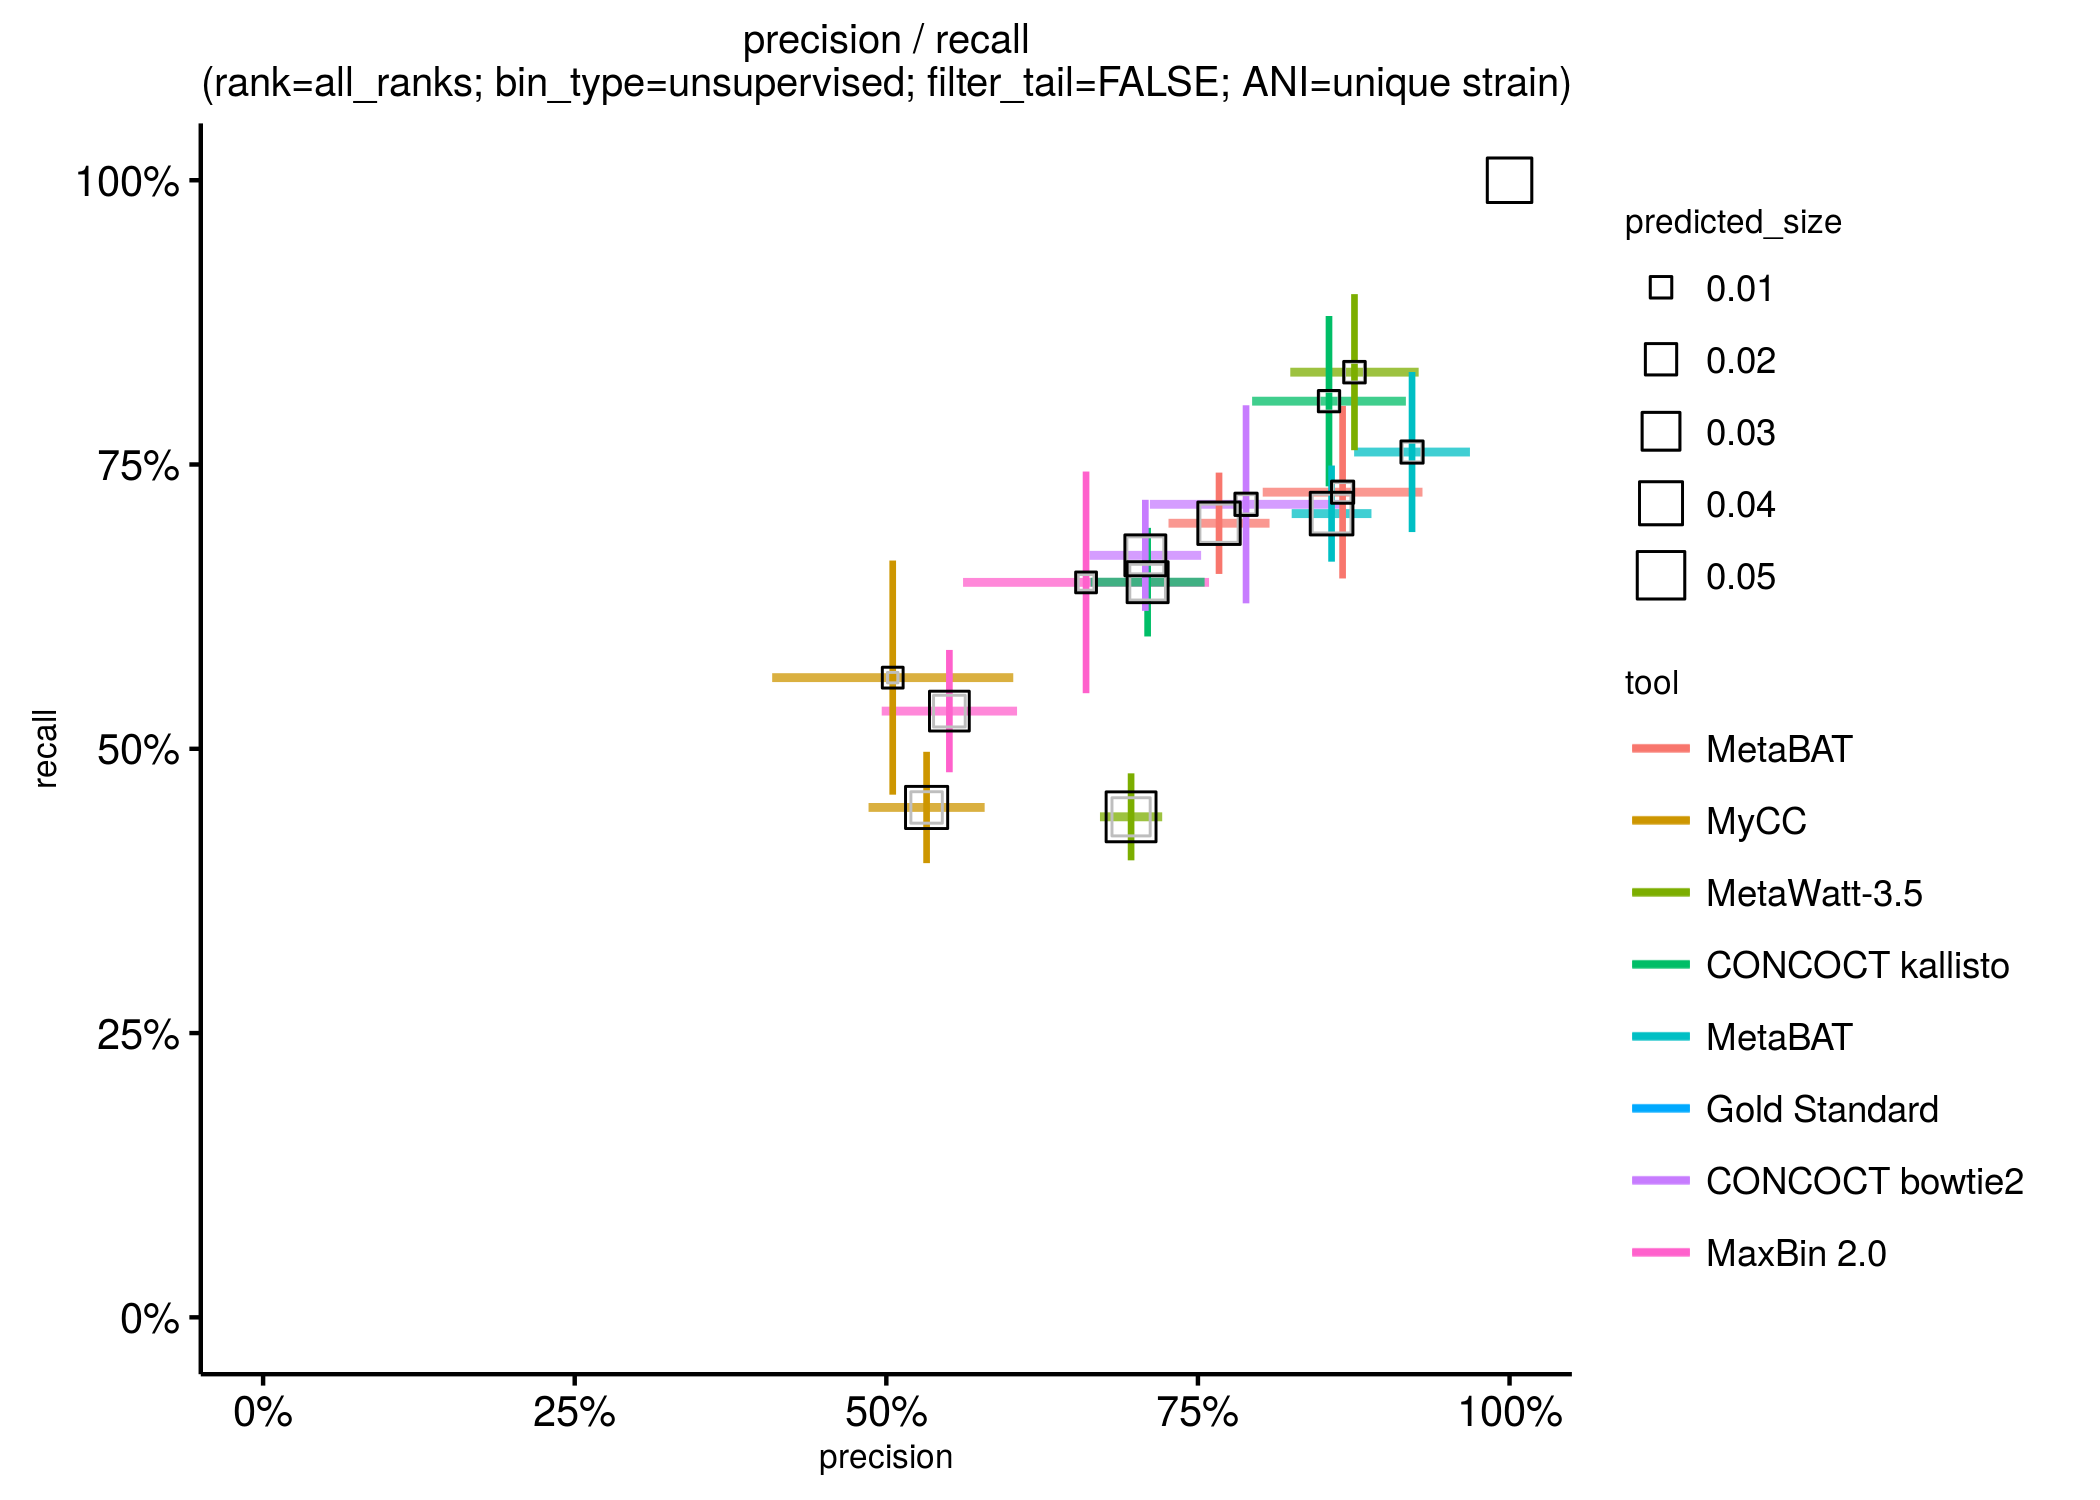 precision / recall
(rank=all_ranks; bin_type=unsupervised; filter_tail=FALSE; ANI=unique strain)
100%
75%
50%
25%
0%
recall
0%
25%
50%
75%
100%
precision
predicted_size
0.01
0.02
0.03
0.04
0.05
tool
MetaBAT
MyCC
MetaWatt-3.5
CONCOCT kallisto
MetaBAT
Gold Standard
CONCOCT bowtie2
MaxBin 2.0